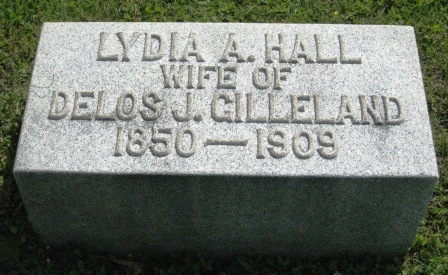 LYDIA A. HALL
WIFE OF
DELOS J. GILLELAND
1850—1909